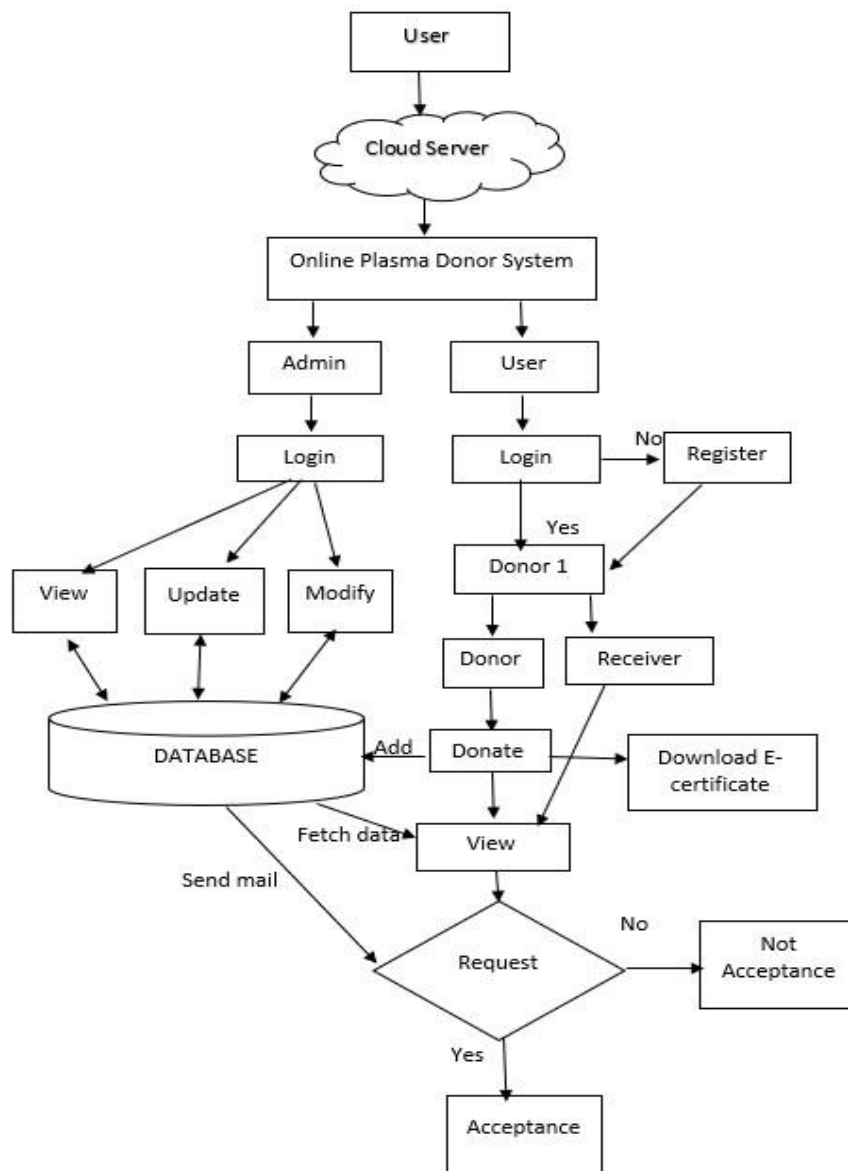 User
Cloud Server
Online Plasma Donor System
Admin
User
Login
Login
No
Register
Yes
View
Update
Modify
Donor 1
Donor
Receiver
DATABASE
Add
Donate
Download E-
certificate
Fetch data
View
Send mail
Request
No
Not
Acceptance
Yes
Acceptance